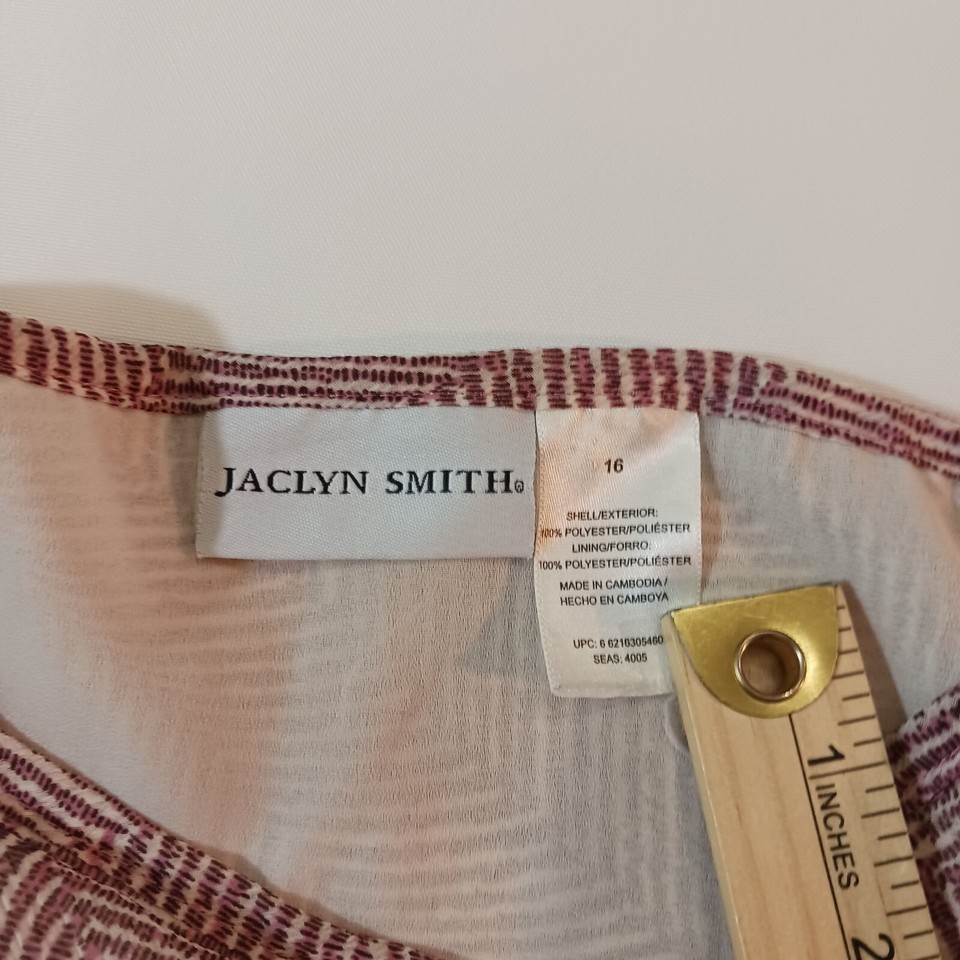 JACLYN SMITH®
16
SHELL/EXTERIOR:
100% POLYESTER/POLIÉSTER
LINING/FORRO:
100% POLYESTER/POLIÉSTER
MADE IN CAMBODIA /
HECHO EN CAMBOYA
UPC: 6 6216305460
SEAS: 4005
1 INCHES
2